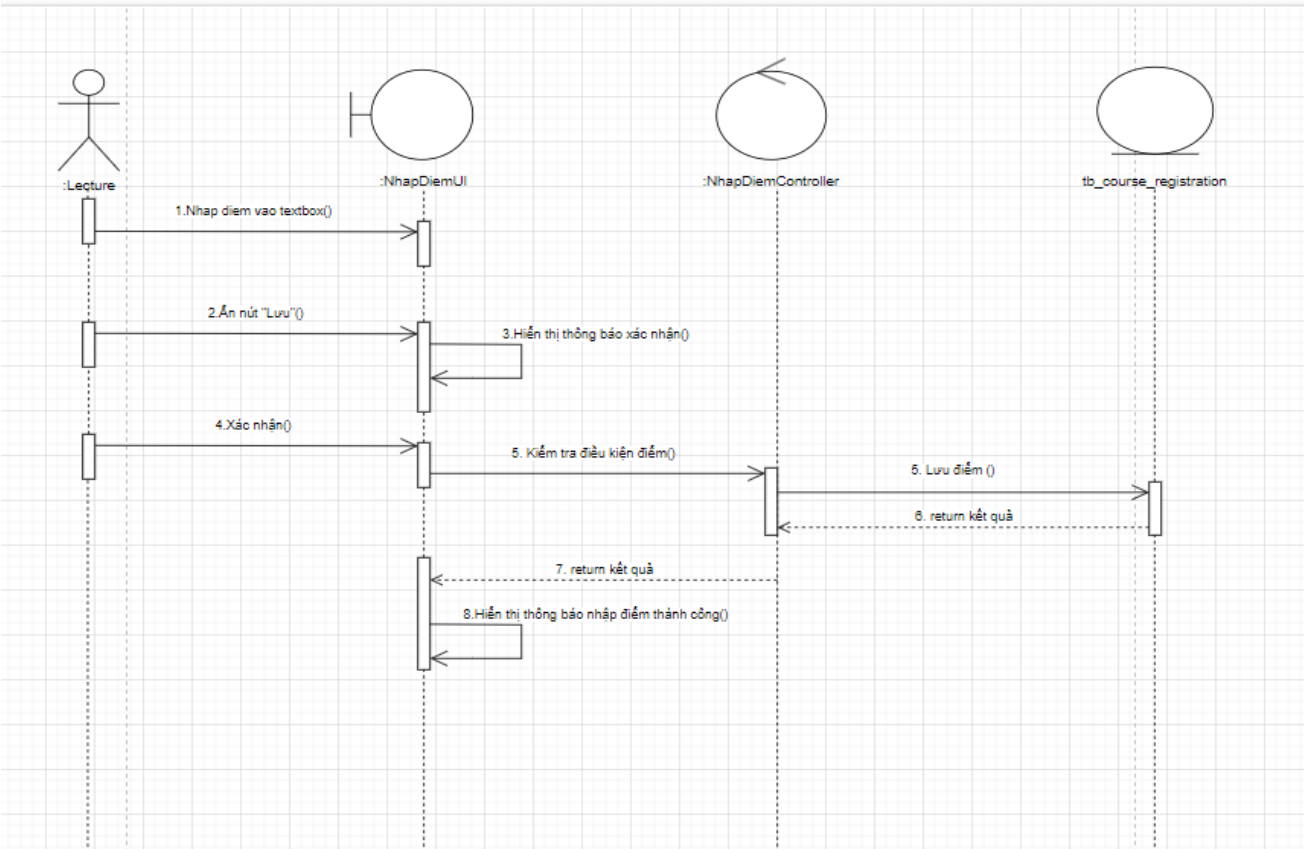 :Lecture
:NhapDiemUI
:NhapDiemController
tb_course_registration
1.Nhap diem vao textbox()
2.Ấn nút "Lưu"()
3.Hiển thị thông báo xác nhận()
4.Xác nhận()
5. Kiểm tra điều kiện điểm()
5. Lưu điểm ()
6. return kết quả
7. return kết quả
8.Hiển thị thông báo nhập điểm thành công()